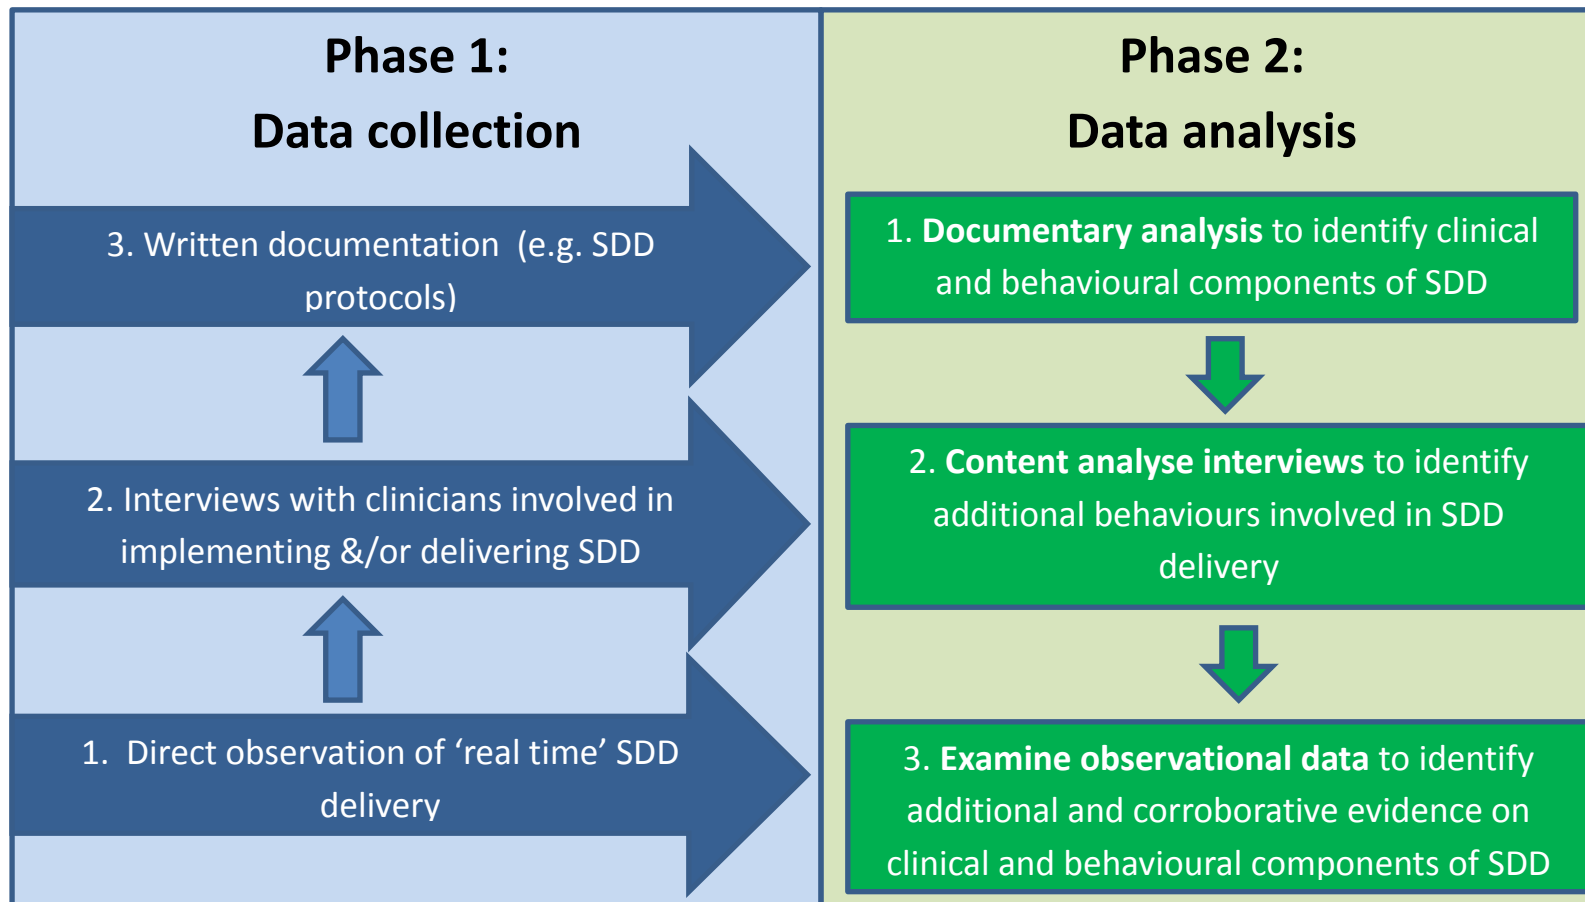 Phase 1:
Data collection
3. Written documentation  (e.g. SDD
protocols)
2. Interviews with clinicians involved in
implementing &/or delivering SDD
1.  Direct observation of ‘real time’ SDD
delivery
Phase 2:
Data analysis
1. Documentary analysis to identify clinical
and behavioural components of SDD
2. Content analyse interviews to identify
additional behaviours involved in SDD
delivery
3. Examine observational data to identify
additional and corroborative evidence on
clinical and behavioural components of SDD